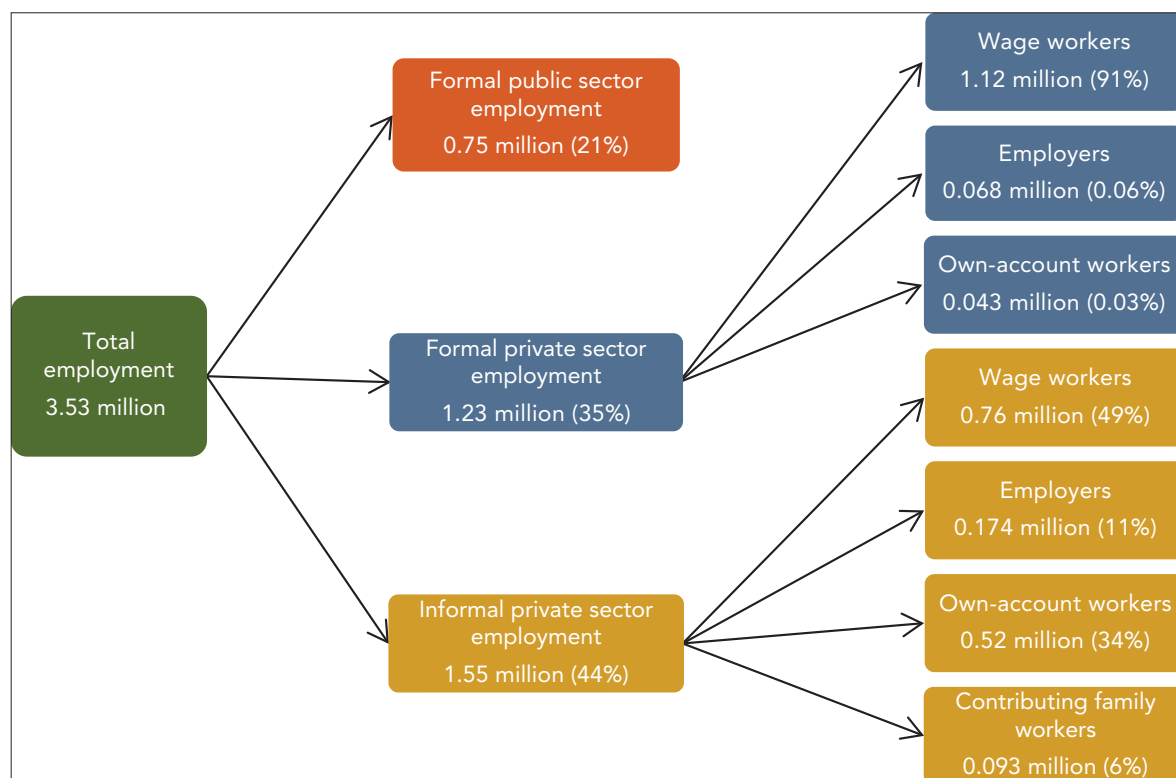 Total
employment
3.53 million
Formal public sector
employment
0.75 million (21%)
Formal private sector
employment
1.23 million (35%)
Informal private sector
employment
1.55 million (44%)
Wage workers
1.12 million (91%)
Employers
0.068 million (0.06%)
Own-account workers
0.043 million (0.03%)
Wage workers
0.76 million (49%)
Employers
0.174 million (11%)
Own-account workers
0.52 million (34%)
Contributing family
workers
0.093 million (6%)